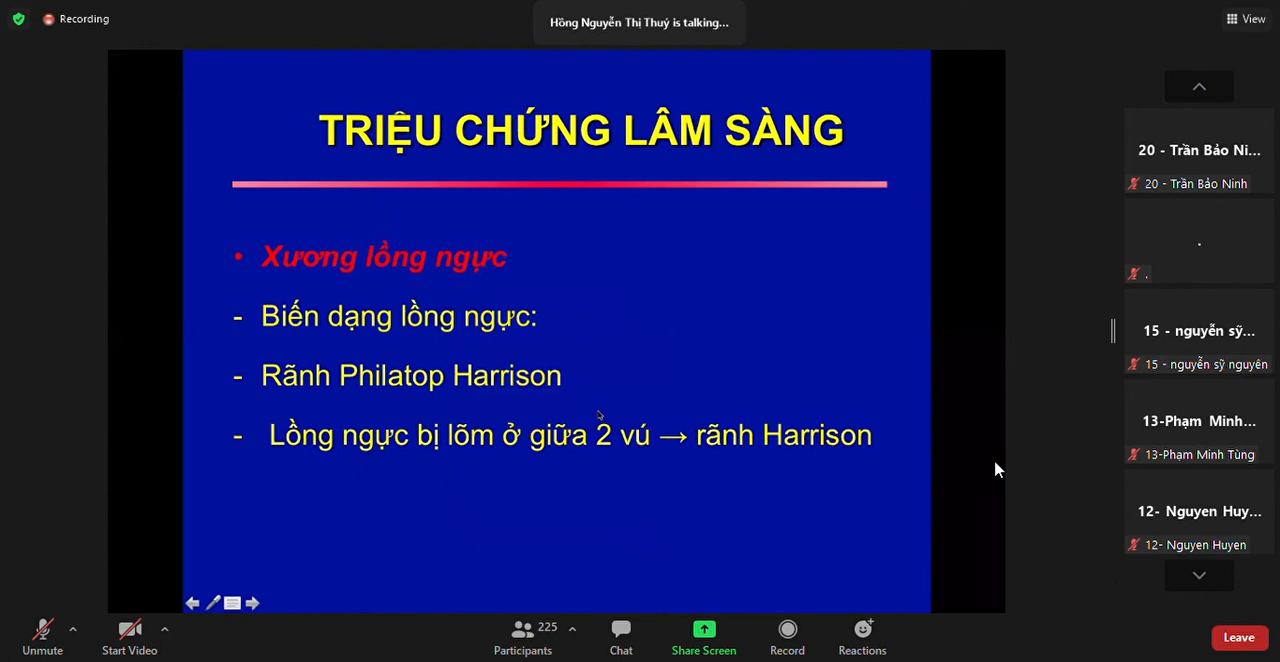 Recording
Hồng Nguyễn Thị Thuý is talking...
View
TRIỆU CHỨNG LÂM SÀNG
• Xương lồng ngực
- Biến dạng lồng ngực:
- Rãnh Philatop Harrison
- Lồng ngực bị lõm ở giữa 2 vú → rãnh Harrison
20 - Trần Bảo Ni...
20 - Trần Bảo Ninh
.
.
15 - nguyễn sỹ...
15 - nguyễn sỹ nguyên
13-Phạm Minh...
13-Phạm Minh Tùng
12- Nguyen Huy...
12- Nguyen Huyen
Unmute
Start Video
225
Participants
Chat
Share Screen
Record
Reactions
Leave